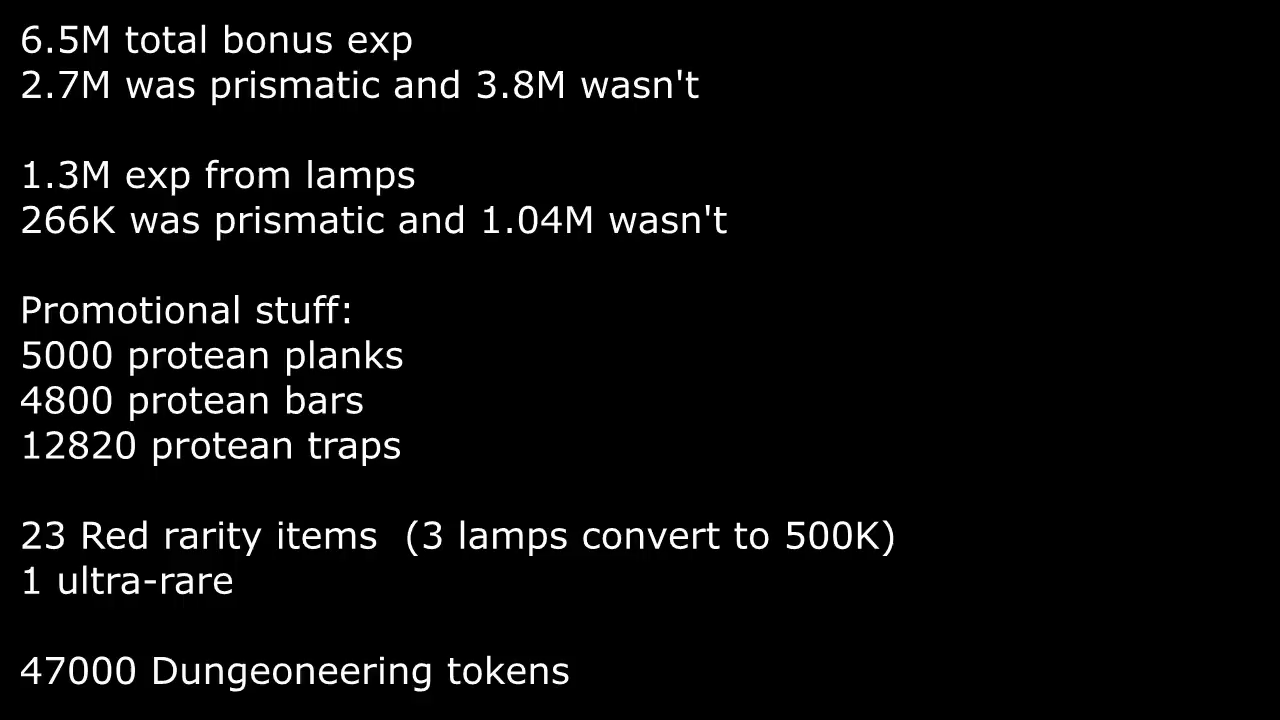 6.5M total bonus exp
2.7M was prismatic and 3.8M wasn't
1.3M exp from lamps
266K was prismatic and 1.04M wasn't
Promotional stuff:
5000 protean planks
4800 protean bars
12820 protean traps
23 Red rarity items  (3 lamps convert to 500K)
1 ultra-rare
47000 Dungeoneering tokens